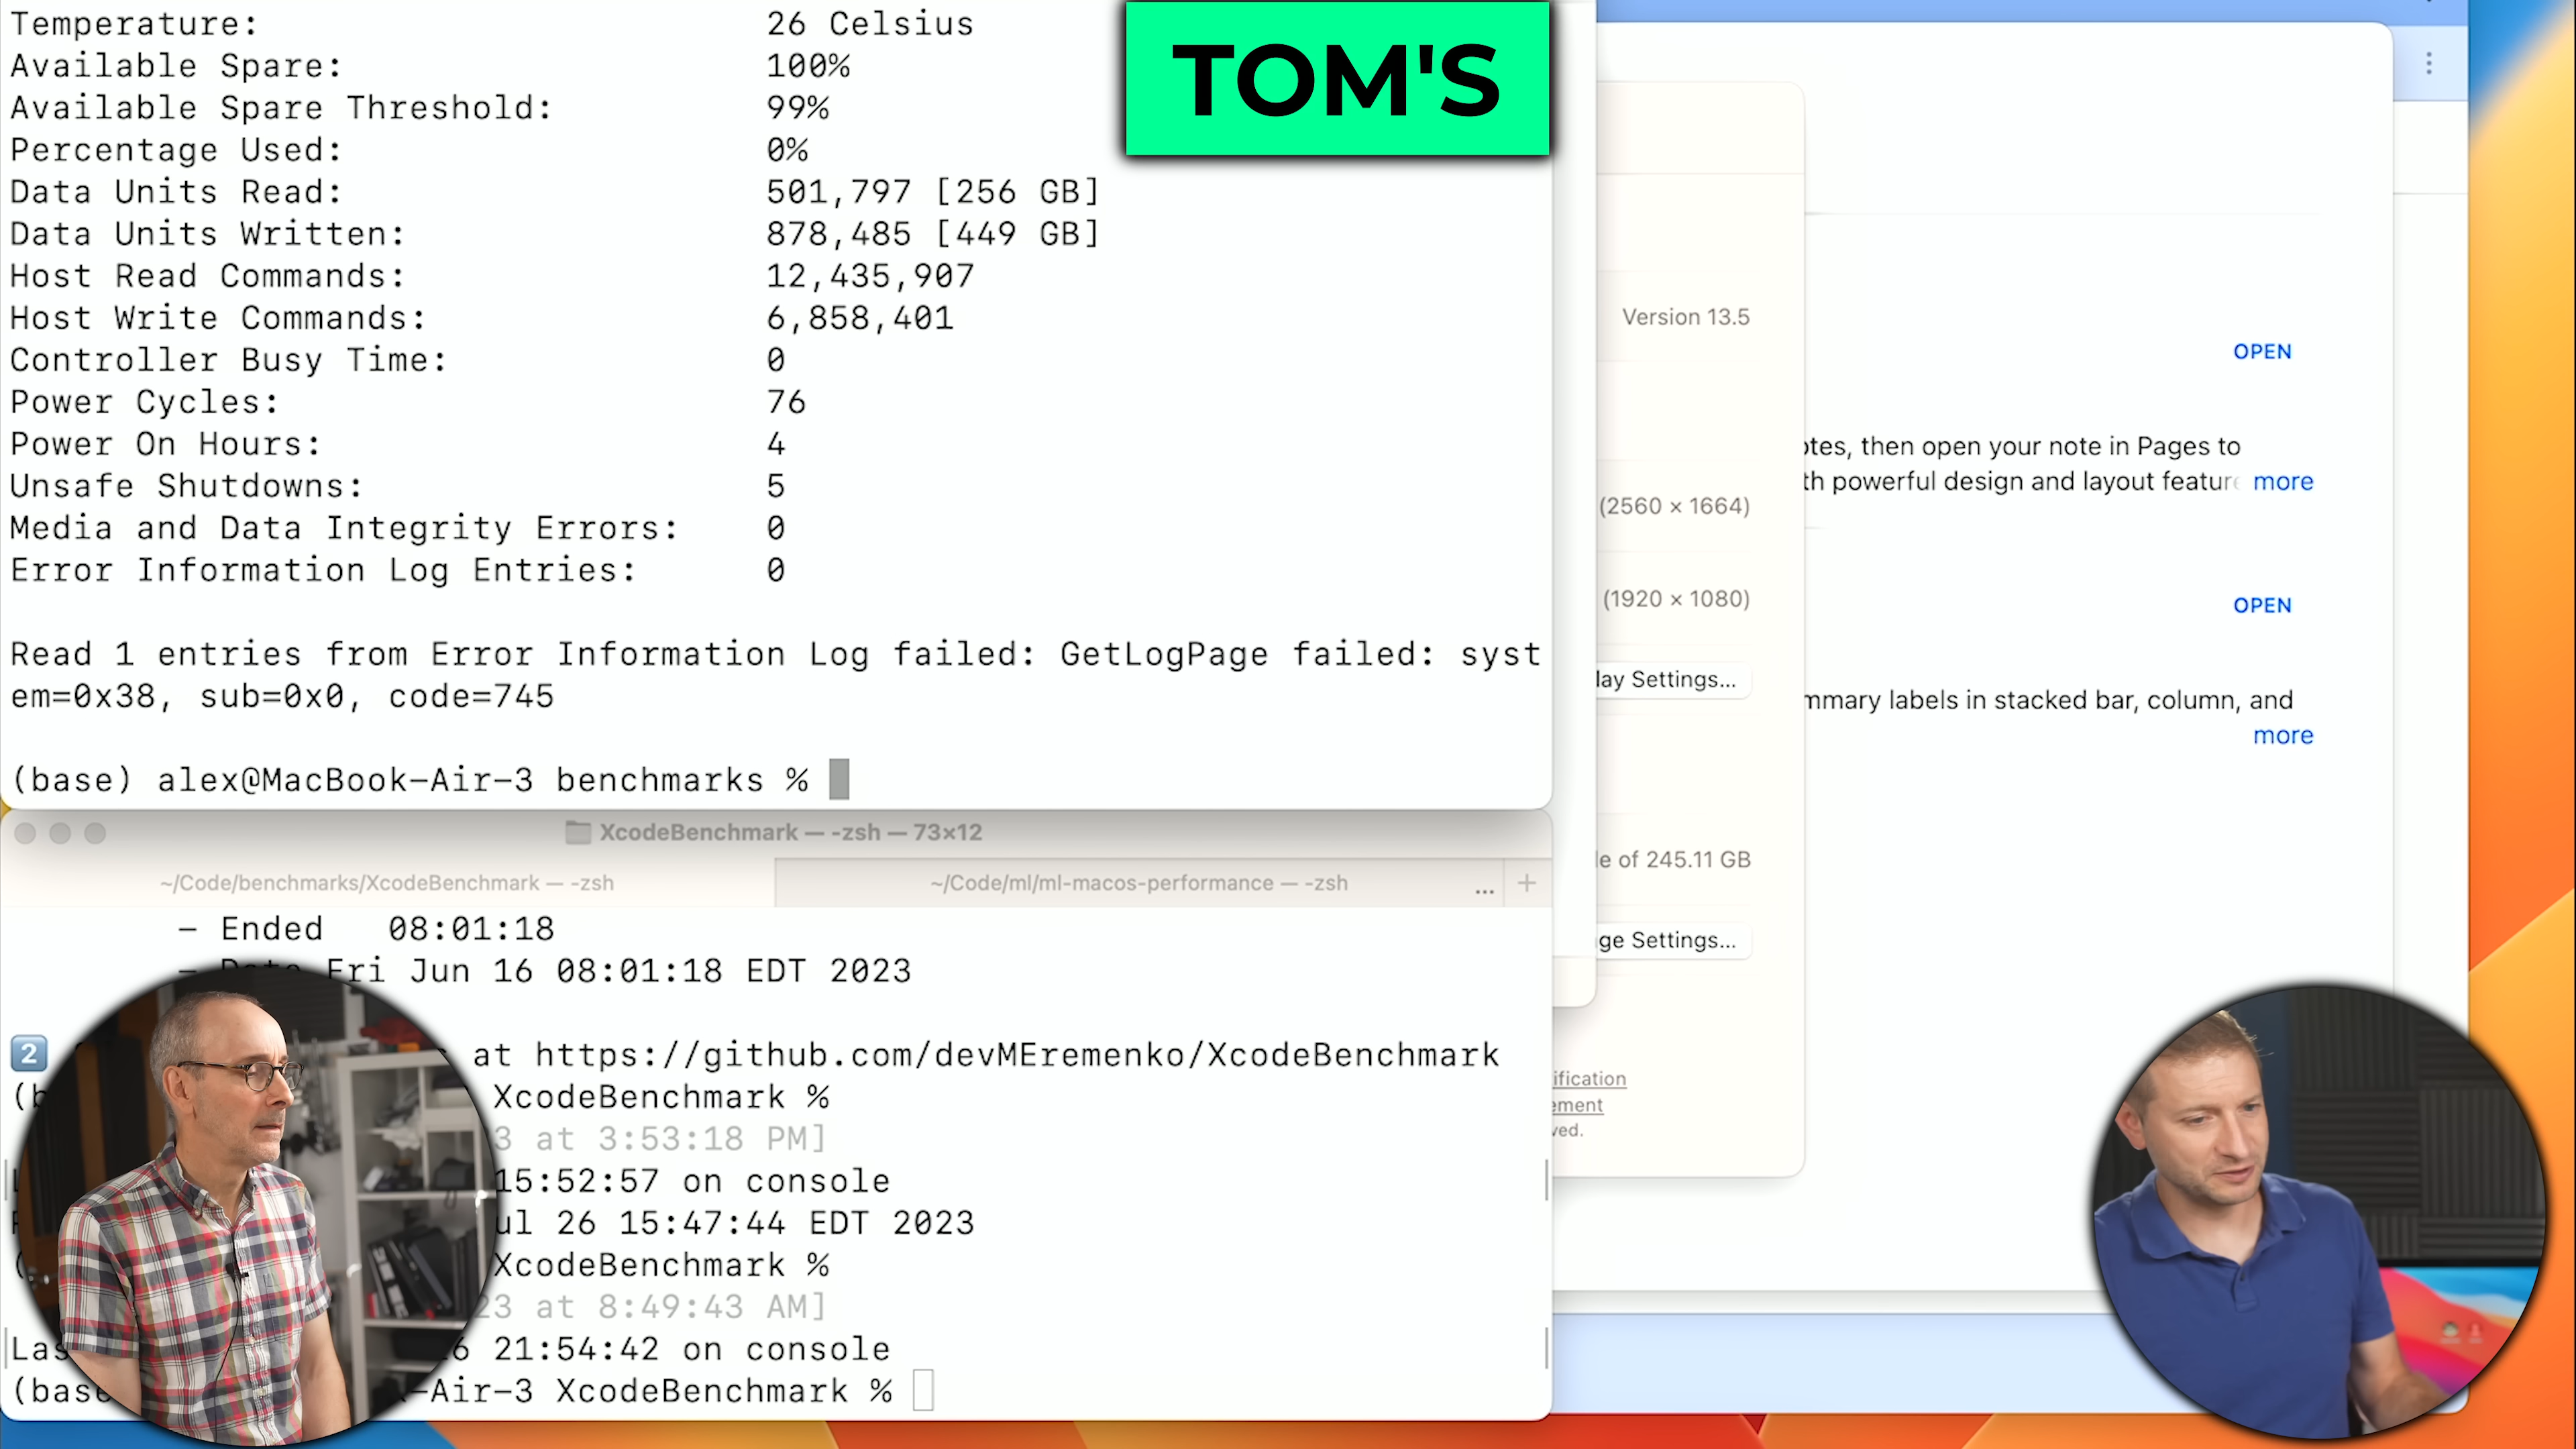 Temperature: 26 Celsius
Available Spare: 100%
Available Spare Threshold: 99%
Percentage Used: 0%
Data Units Read: 501,797 [256 GB]
Data Units Written: 878,485 [449 GB]
Host Read Commands: 12,435,907
Host Write Commands: 6,858,401
Controller Busy Time: 0
Power Cycles: 76
Power On Hours: 4
Unsafe Shutdowns: 5
Media and Data Integrity Errors: 0
Error Information Log Entries: 0
Read 1 entries from Error Information Log failed: GetLogPage failed: syst
em=0x38, sub=0x0, code=745
(base) alex@MacBook-Air-3 benchmarks %
TOM'S
XcodeBenchmark — -zsh — 73×12
~/Code/benchmarks/XcodeBenchmark — -zsh
~/Code/ml/ml-macos-performance — -zsh ... +
– Ended 08:01:18
– Date Fri Jun 16 08:01:18 EDT 2023
2 at https://github.com/devMEremenko/XcodeBenchmark
XcodeBenchmark %
3 at 3:53:18 PM]
15:52:57 on console
ul 26 15:47:44 EDT 2023
XcodeBenchmark %
23 at 8:49:43 AM]
Las 6 21:54:42 on console
(base -Air-3 XcodeBenchmark %
Version 13.5
(2560 × 1664)
(1920 × 1080)
lay Settings...
le of 245.11 GB
ge Settings...
ification
ement
ved.
OPEN
otes, then open your note in Pages to
th powerful design and layout feature more
OPEN
mmary labels in stacked bar, column, and
more